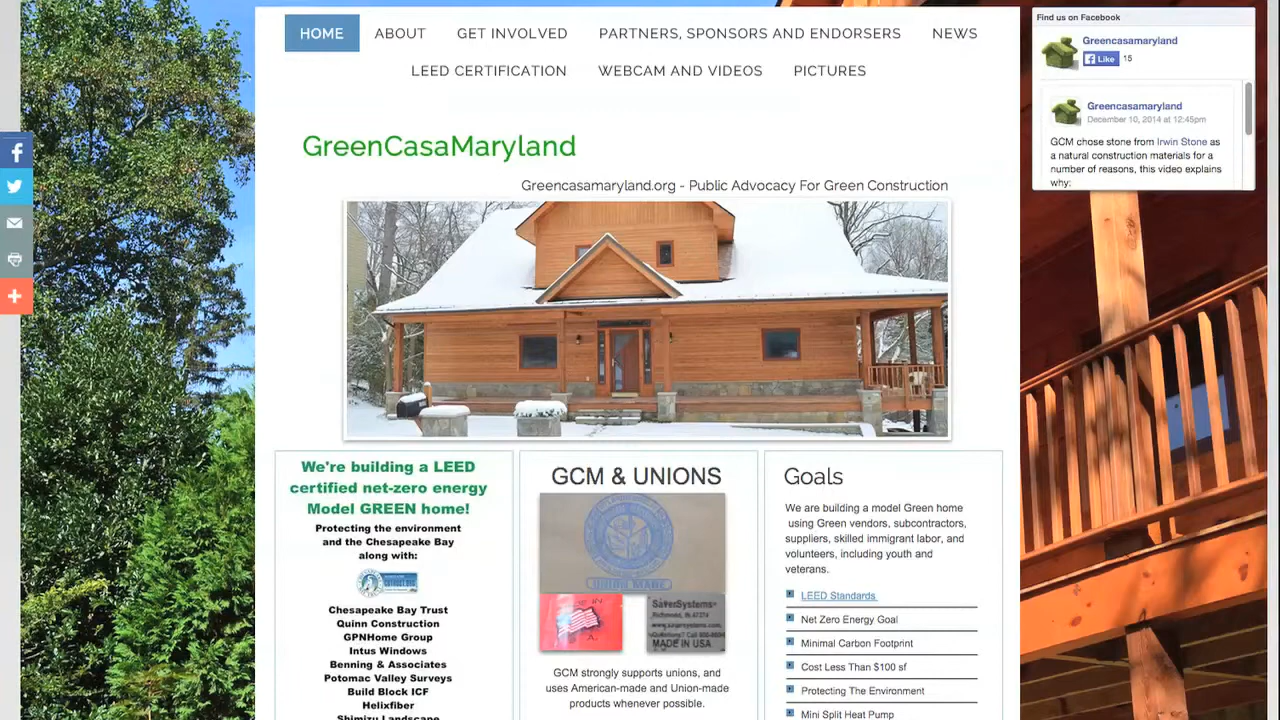 HOME ABOUT GET INVOLVED PARTNERS, SPONSORS AND ENDORSERS NEWS
LEED CERTIFICATION WEBCAM AND VIDEOS PICTURES
Find us on Facebook
Greencasamaryland
Like 15
Greencasamaryland
December 10, 2014 at 12:45pm
GCM chose stone from Irwin Stone as
a natural construction materials for a
number of reasons, this video explains
why:
GreenCasaMaryland
Greencasamaryland.org - Public Advocacy For Green Construction
We're building a LEED
certified net-zero energy
Model GREEN home!
Protecting the environment
and the Chesapeake Bay
along with:
Chesapeake Bay Trust
Quinn Construction
GPNHome Group
Intus Windows
Benning & Associates
Potomac Valley Surveys
Build Block ICF
Helixfiber
Shimizu Landscape
GCM & UNIONS
UNION MADE
SaverSystems
Richmond, IN 47374
www.saversystems.com
MADE IN USA
GCM strongly supports unions, and
uses American-made and Union-made
products whenever possible.
Goals
We are building a model Green home
using Green vendors, subcontractors,
suppliers, skilled immigrant labor, and
volunteers, including youth and
veterans.
LEED Standards
Net Zero Energy Goal
Minimal Carbon Footprint
Cost Less Than $100 sf
Protecting The Environment
Mini Split Heat Pump